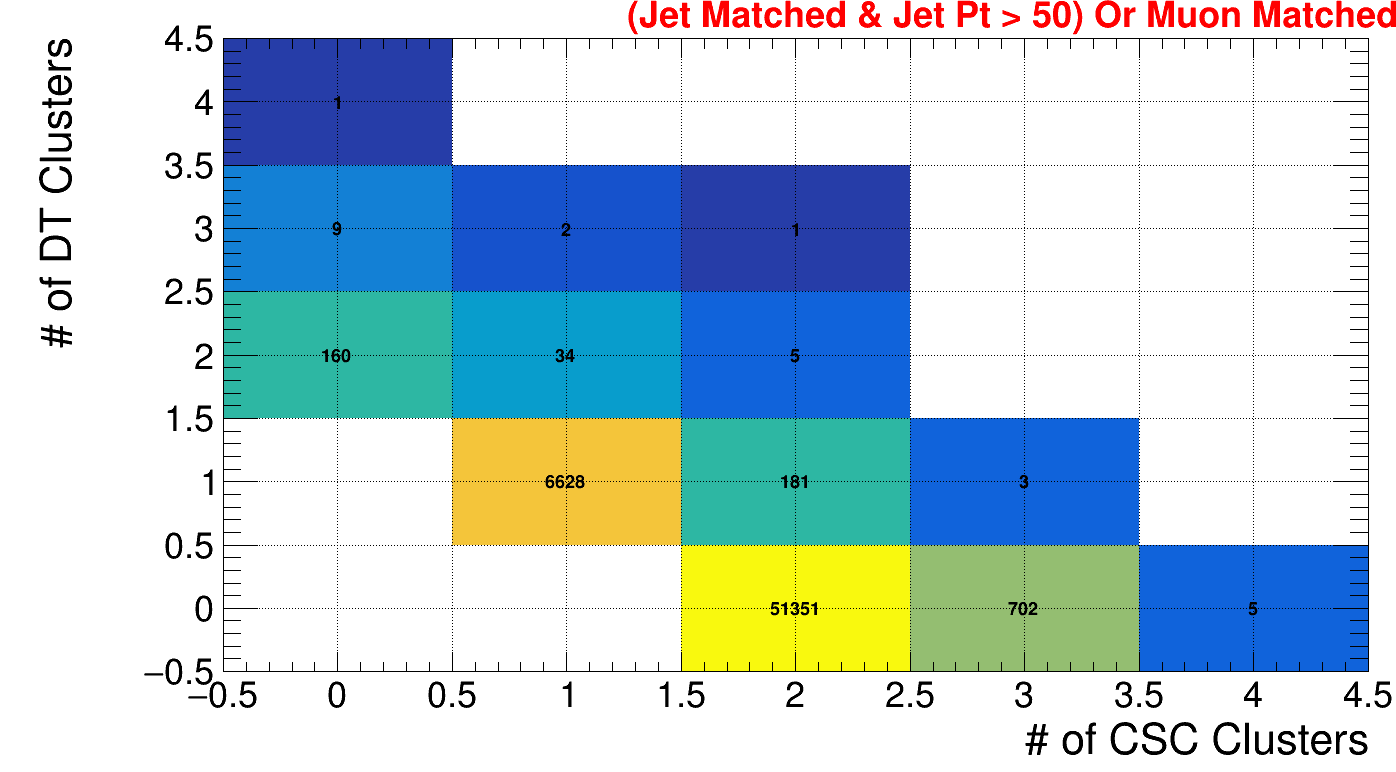 (Jet Matched & Jet Pt > 50) Or Muon Matched
# of DT Clusters
4.5
4
3.5
3
2.5
2
1.5
1
0.5
0
−0.5
1
9 2 1
160 34 5
6628 181 3
51351 702 5
−0.5 0 0.5 1 1.5 2 2.5 3 3.5 4 4.5
# of CSC Clusters